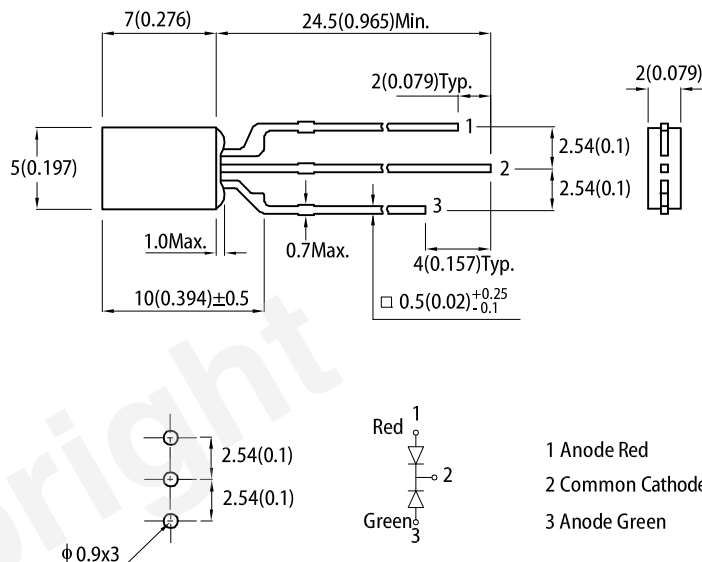 7(0.276)
24.5(0.965)Min.
2(0.079)Typ.
2(0.079)
1
2.54(0.1)
5(0.197)
2
2.54(0.1)
3
1.0Max.
0.7Max.
4(0.157)Typ.
10(0.394)±0.5
□ 0.5(0.02)+0.25 -0.1
1
Red
2.54(0.1)
1 Anode Red
2
2 Common Cathode
2.54(0.1)
Green
3
3 Anode Green
ϕ 0.9x3
bright